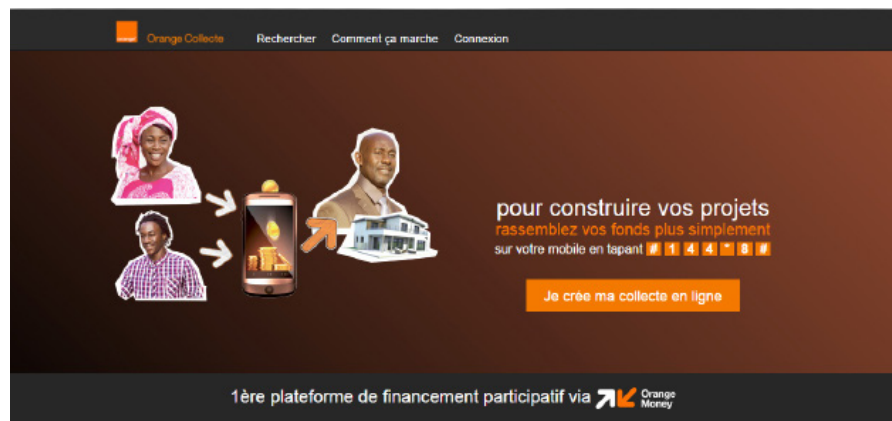 orange
Orange Collecte Rechercher Comment ça marche Connexion
pour construire vos projets
rassemblez vos fonds plus simplement
sur votre mobile en tapant # 1 4 4 * 8 #
Je crée ma collecte en ligne
1ère plateforme de financement participatif via Orange Money